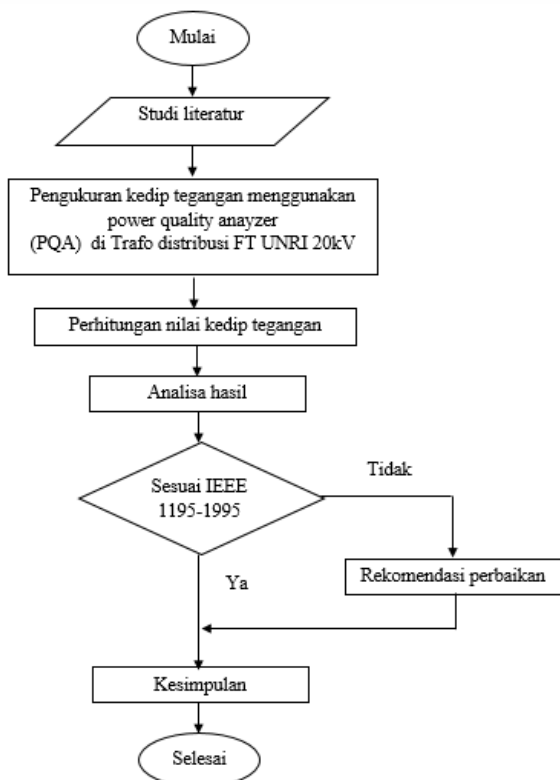 Mulai
Studi literatur
Pengukuran kedip tegangan menggunakan
power quality anayzer
(PQA) di Trafo distribusi FT UNRI 20kV
Perhitungan nilai kedip tegangan
Analisa hasil
Sesuai IEEE
1195-1995
Tidak
Rekomendasi perbaikan
Ya
Kesimpulan
Selesai